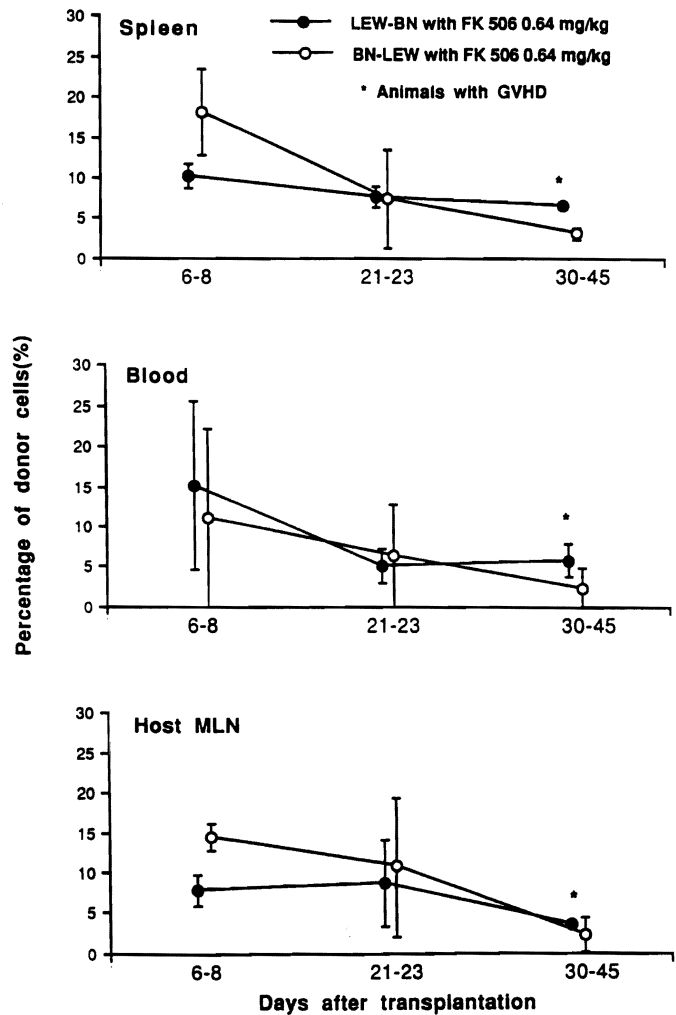 Spleen
LEW-BN with FK 506 0.64 mg/kg
BN-LEW with FK 506 0.64 mg/kg
* Animals with GVHD
30
25
20
15
10
5
0
*
6-8 21-23 30-45
Percentage of donor cells(%)
Blood
30
25
20
15
10
5
0
*
6-8 21-23 30-45
Host MLN
30
25
20
15
10
5
0
*
6-8 21-23 30-45
Days after transplantation